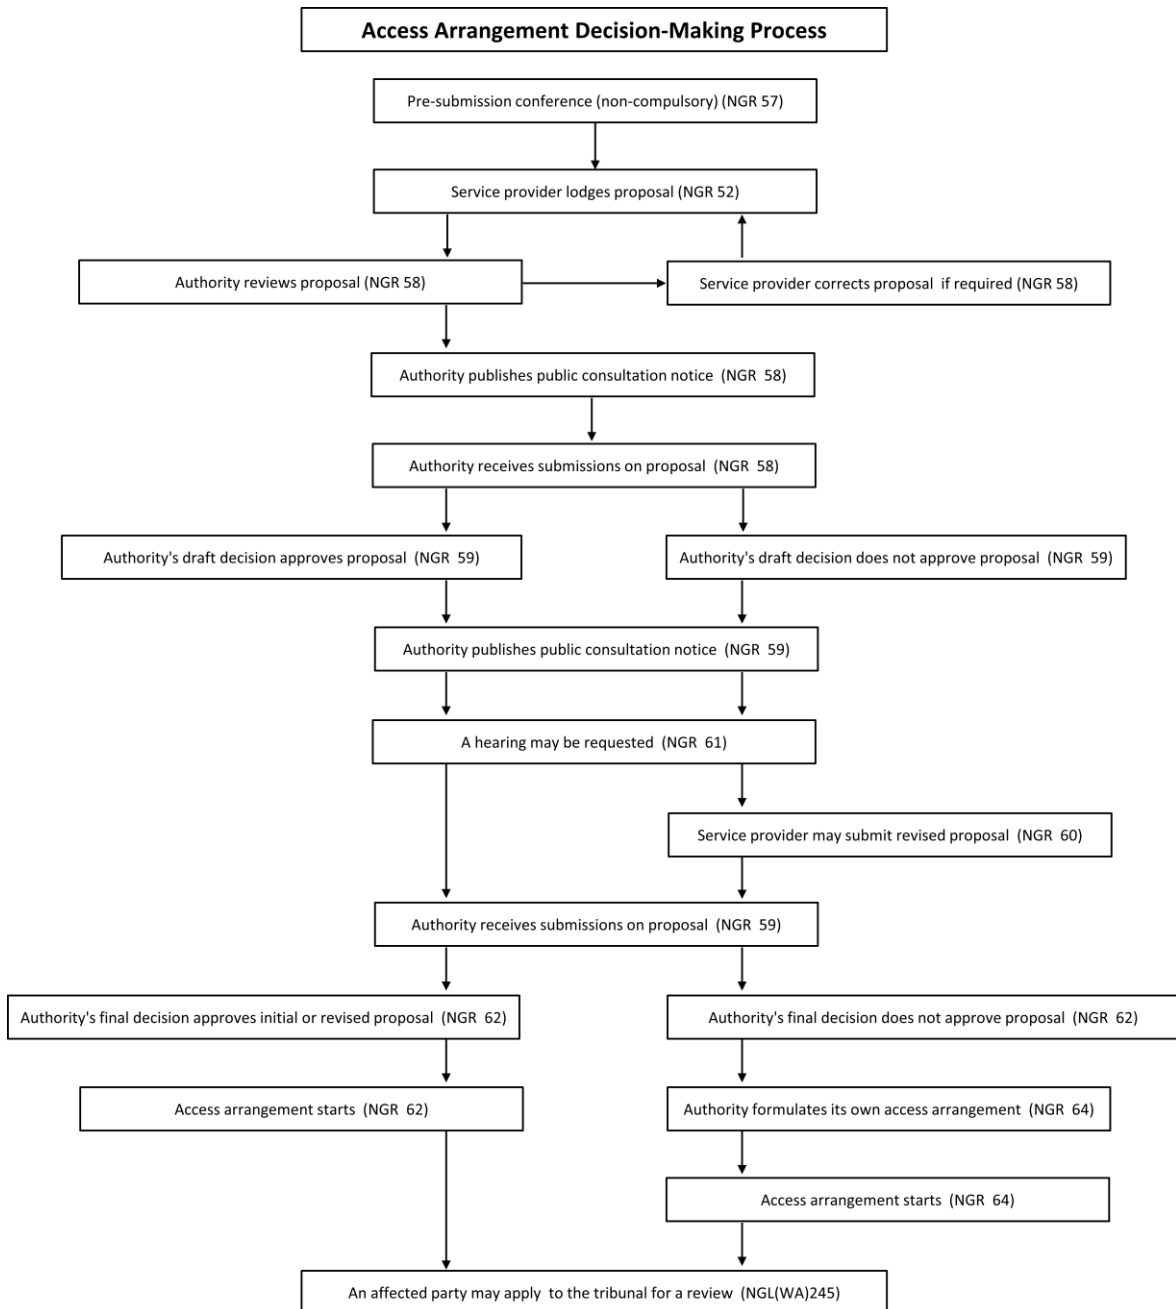 Access Arrangement Decision-Making Process
Pre-submission conference (non-compulsory) (NGR 57)
Service provider lodges proposal (NGR 52)
Authority reviews proposal (NGR 58)
Service provider corrects proposal if required (NGR 58)
Authority publishes public consultation notice (NGR 58)
Authority receives submissions on proposal (NGR 58)
Authority's draft decision approves proposal (NGR 59)
Authority's draft decision does not approve proposal (NGR 59)
Authority publishes public consultation notice (NGR 59)
A hearing may be requested (NGR 61)
Service provider may submit revised proposal (NGR 60)
Authority receives submissions on proposal (NGR 59)
Authority's final decision approves initial or revised proposal (NGR 62)
Authority's final decision does not approve proposal (NGR 62)
Access arrangement starts (NGR 62)
Authority formulates its own access arrangement (NGR 64)
Access arrangement starts (NGR 64)
An affected party may apply to the tribunal for a review (NGL(WA)245)